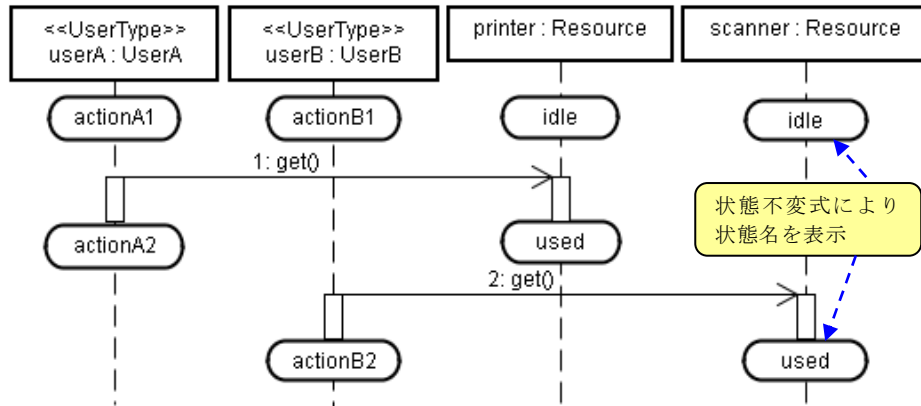 <<UserType>>
userA : UserA
<<UserType>>
userB : UserB
printer : Resource
scanner : Resource
actionA1
actionB1
idle
idle
1: get()
状態不変式により
状態名を表示
actionA2
used
2: get()
actionB2
used